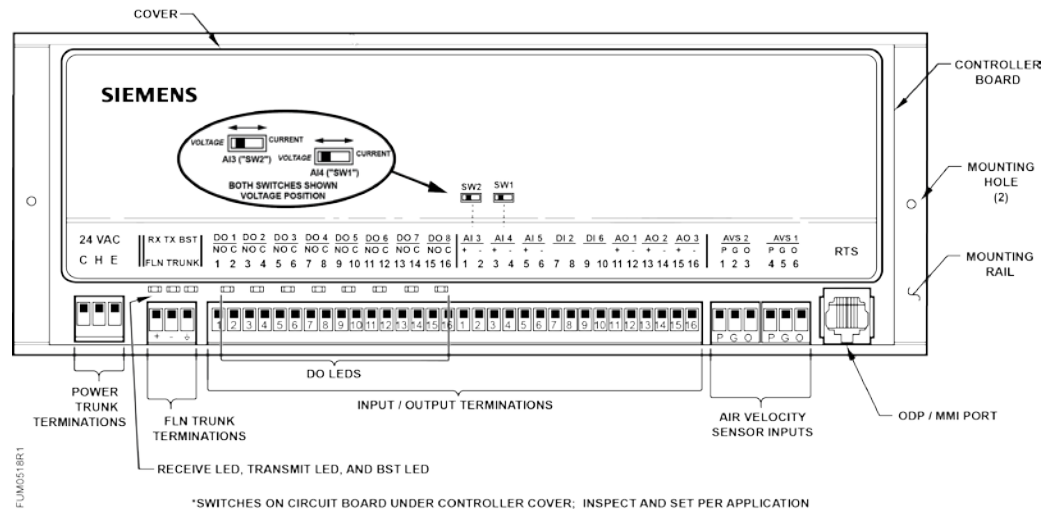 COVER
CONTROLLER
BOARD
SIEMENS
VOLTAGE
CURRENT
AI3 ("SW2")
VOLTAGE
CURRENT
AI4 ("SW1")
BOTH SWITCHES SHOWN
VOLTAGE POSITION
SW2 SW1
MOUNTING
HOLE
(2)
24 VAC
C H E
RX TX BST
FLN TRUNK
DO 1 DO 2 DO 3 DO 4 DO 5 DO 6 DO 7 DO 8 AI 3 AI 4 AI 5 DI 2 DI 6 AO 1 AO 2 AO 3 AVS 2 AVS 1
NO C NO C NO C NO C NO C NO C NO C NO C + - + - + - + - + - + - P G O P G O
1 2 3 4 5 6 7 8 9 10 11 12 13 14 15 16 1 2 3 4 5 6 7 8 9 10 11 12 13 14 15 16 1 2 3 4 5 6
RTS
MOUNTING
RAIL
1 2 3 4 5 6 7 8 9 10 11 12 13 14 15 16 1 2 3 4 5 6 7 8 9 10 11 12 13 14 15 16
+ - ÷
P G O P G O
DO LEDS
POWER
TRUNK
TERMINATIONS
FLN TRUNK
TERMINATIONS
INPUT / OUTPUT TERMINATIONS
AIR VELOCITY
SENSOR INPUTS
ODP / MMI PORT
RECEIVE LED, TRANSMIT LED, AND BST LED
FUM0518R1
*SWITCHES ON CIRCUIT BOARD UNDER CONTROLLER COVER; INSPECT AND SET PER APPLICATION